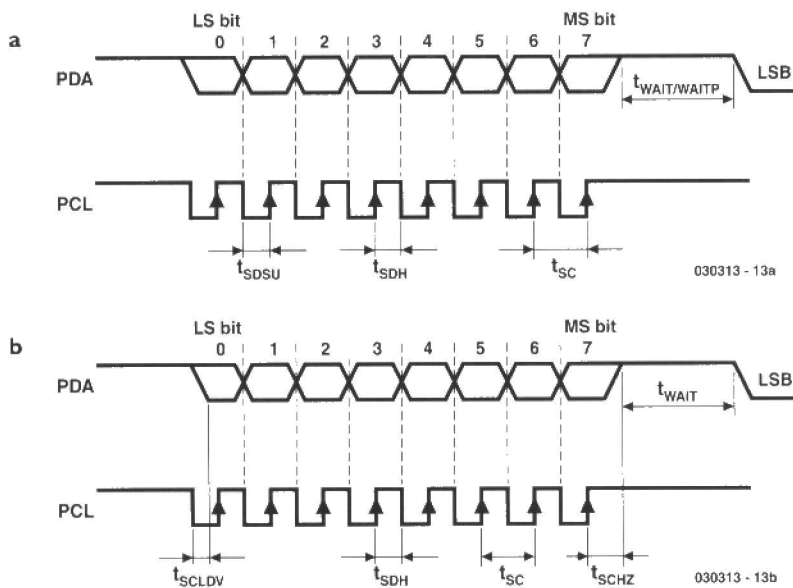 a
LS bit MS bit
0 1 2 3 4 5 6 7
PDA LSB
tWAIT/WAITP
PCL
tSDSU tSDH tSC
030313 - 13a
b
LS bit MS bit
0 1 2 3 4 5 6 7
PDA LSB
tWAIT
PCL
tSCLDV tSDH tSC tSCHZ
030313 - 13b